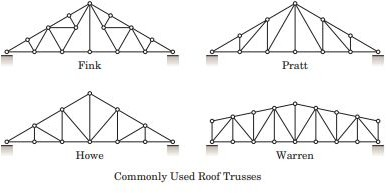 Fink
Pratt
Howe
Warren
Commonly Used Roof Trusses